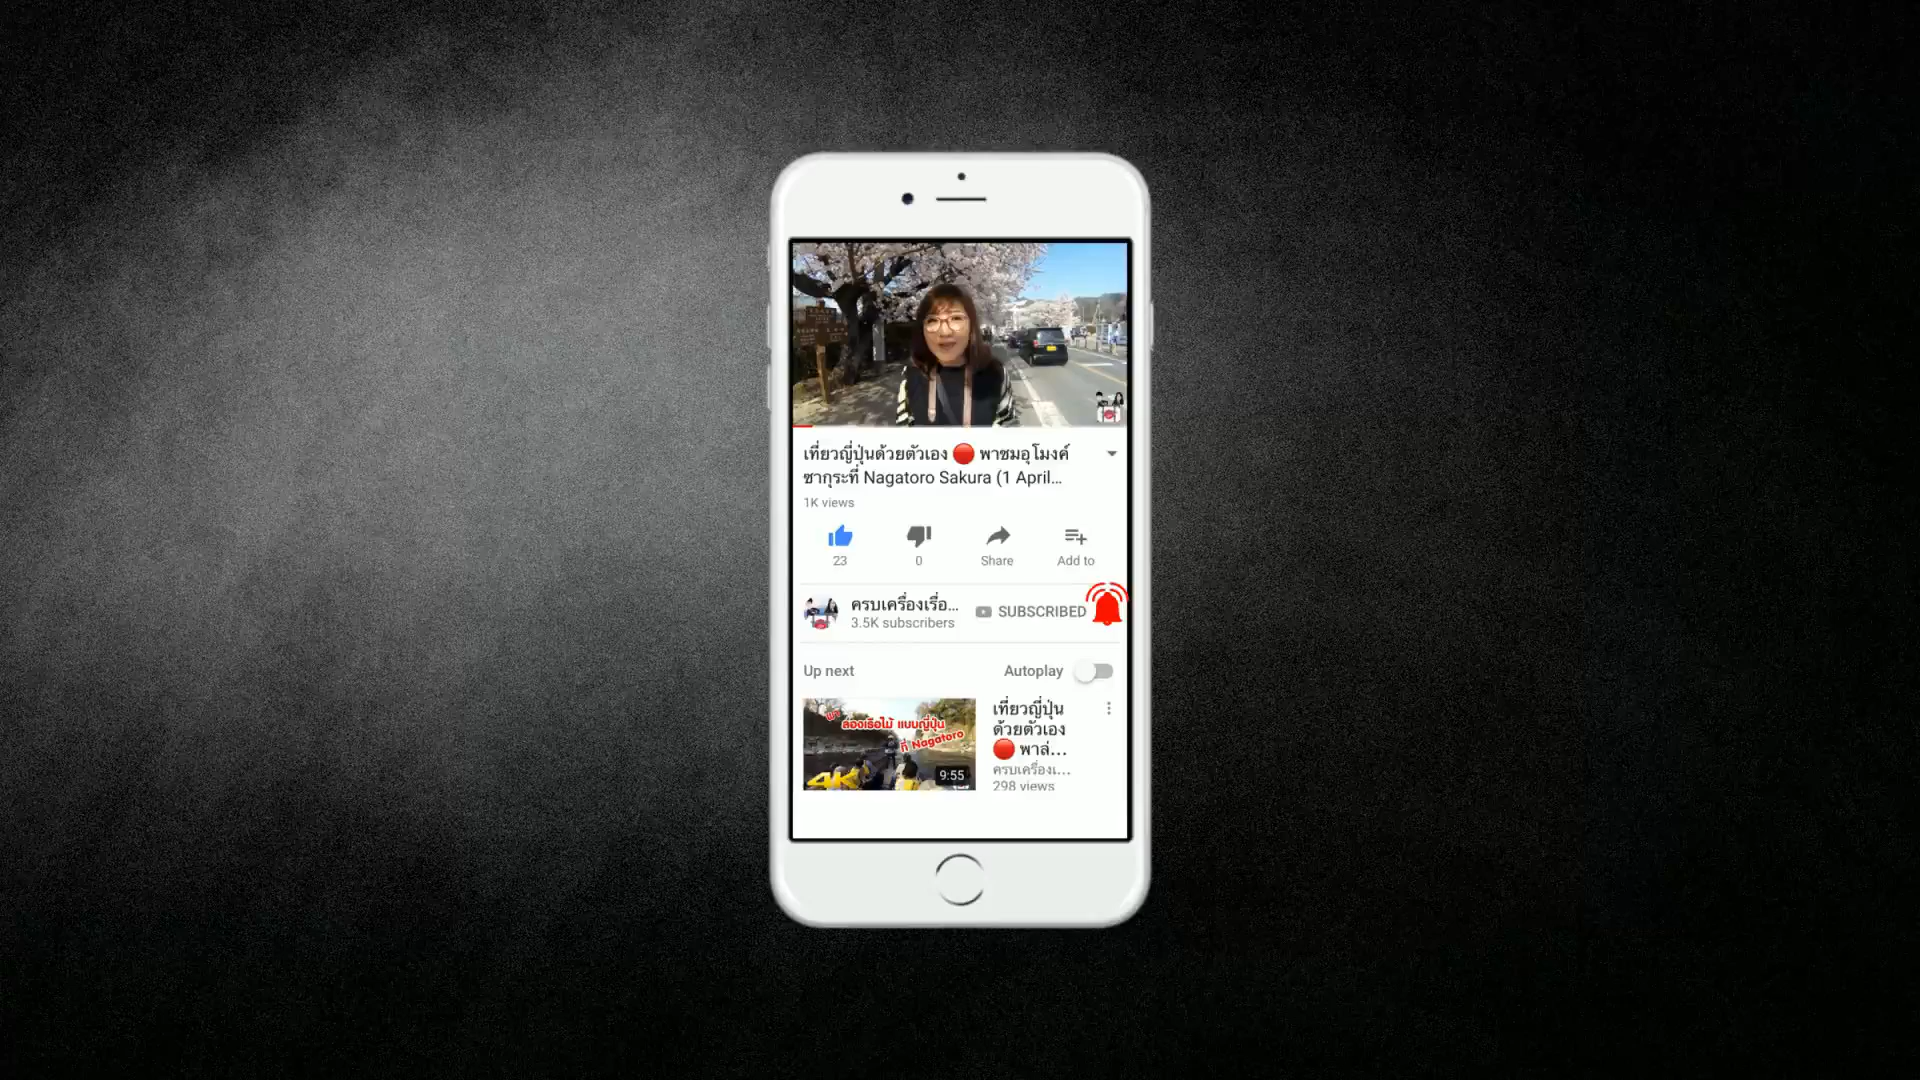 เที่ยวญี่ปุ่นด้วยตัวเอง 🔴 พาชมอุโมงค์
ซากุระที่ Nagatoro Sakura (1 April...
1K views
23
0
Share
Add to
ครบเครื่องเรื่อ...
3.5K subscribers
SUBSCRIBED
Up next
Autoplay
พา
ล่องเรือไม้ แบบญี่ปุ่น
ที่ Nagatoro
4K
9:55
เที่ยวญี่ปุ่น
ด้วยตัวเอง
🔴 พาล่...
ครบเครื่องเ...
298 views